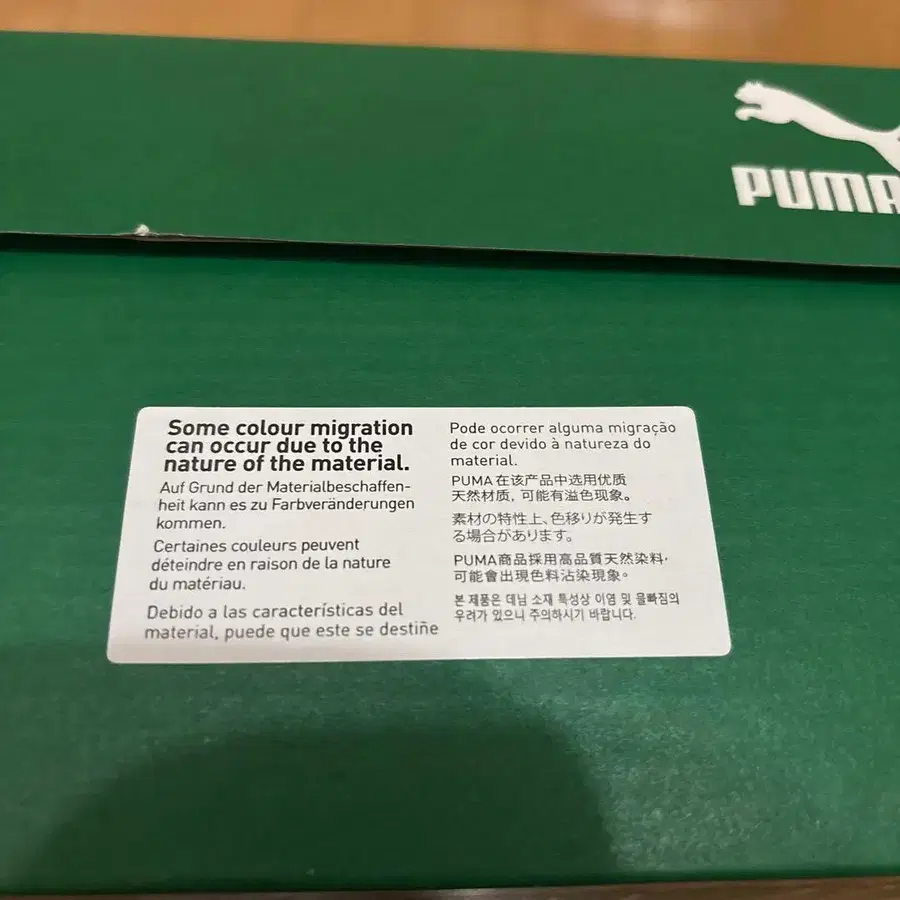 PUMA
Some colour migration
can occur due to the
nature of the material.
Auf Grund der Materialbeschaffen-
heit kann es zu Farbveränderungen
kommen.
Certaines couleurs peuvent
déteindre en raison de la nature
du matériau.
Debido a las características del
material, puede que este se destiñe
Pode ocorrer alguma migração
de cor devido à natureza do
material.
PUMA 在该产品中选用优质
天然材质, 可能有溢色现象。
素材の特性上、色移りが発生す
る場合があります。
PUMA商品採用高品質天然染料,
可能會出現色料沾染現象。
본 제품은 데님 소재 특성상 이염 및 물빠짐의
우려가 있으니 주의하시기 바랍니다.